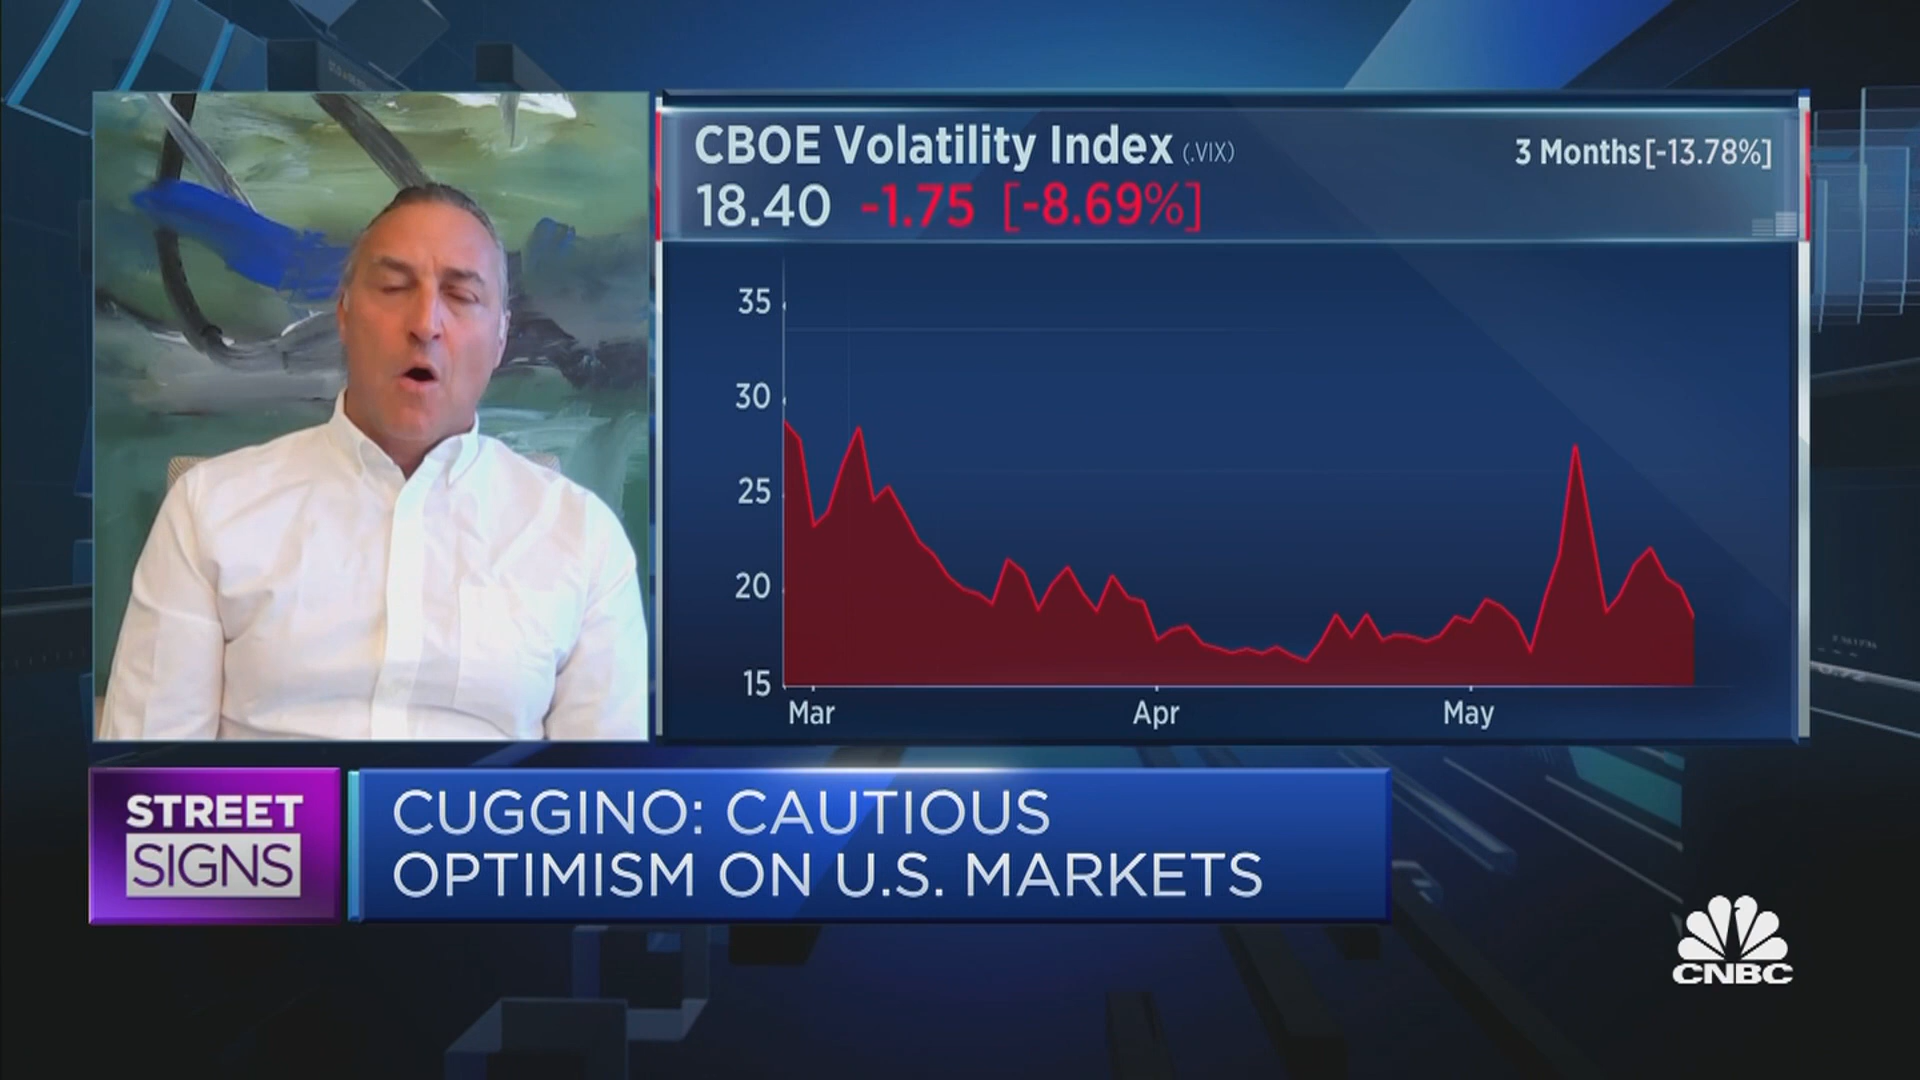 CBOE Volatility Index (.VIX)
3 Months [-13.78%]
18.40 -1.75 [-8.69%]
35
30
25
20
15
Mar Apr May
STREET
SIGNS
CUGGINO: CAUTIOUS
OPTIMISM ON U.S. MARKETS
CNBC